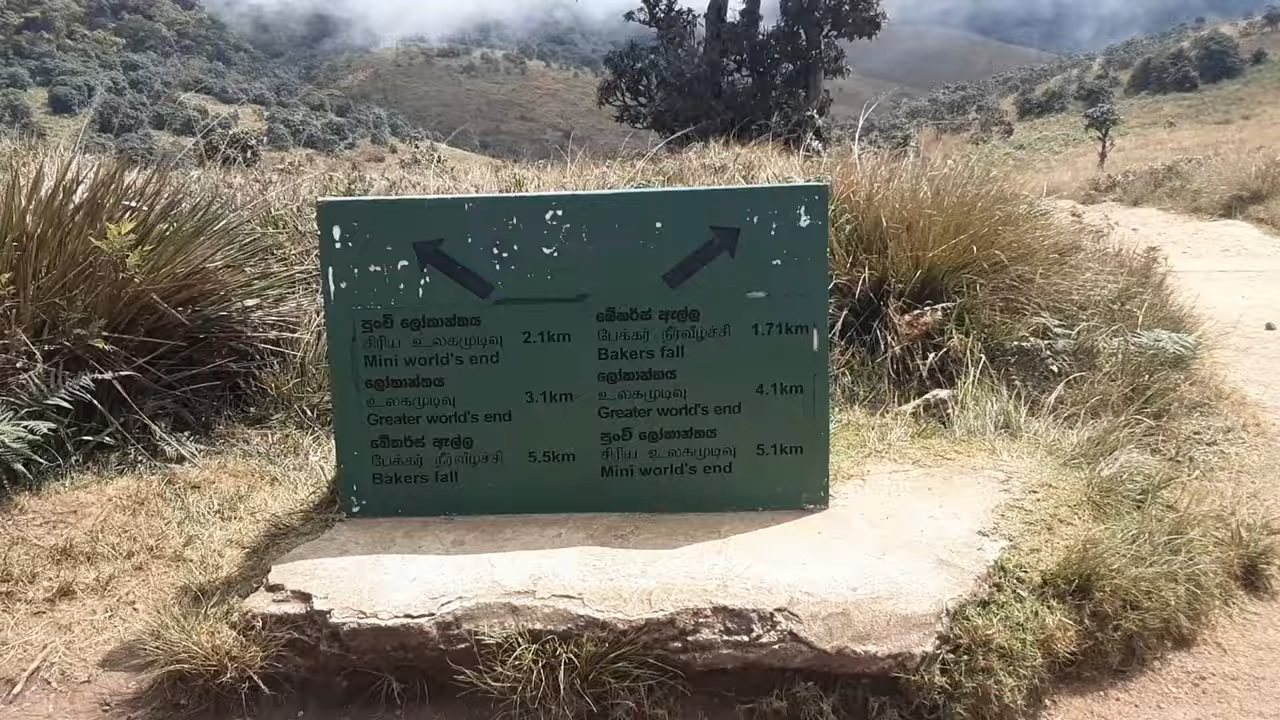 පුංචි ලෝකාන්තය
சிரிய உலகமுடிவு 2.1km
Mini world's end
ලෝකාන්තය
உலகமுடிவு 3.1km
Greater world's end
බේකර්ස් ඇල්ල
பேக்கர் நீர்வீழ்ச்சி 5.5km
Bakers fall
බේකර්ස් ඇල්ල
பேக்கர் நீர்வீழ்ச்சி 1.71km
Bakers fall
ලෝකාන්තය
உலகமுடிவு 4.1km
Greater world's end
පුංචි ලෝකාන්තය
சிரிய உலகமுடிவு 5.1km
Mini world's end